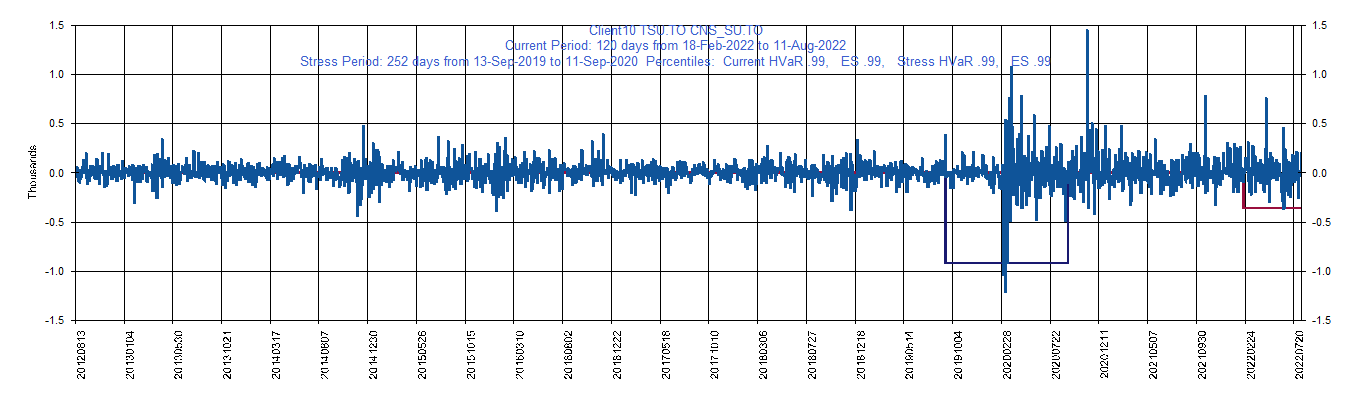 Client10 TSU.TO CNS_SU.TO
Current Period: 120 days from 18-Feb-2022 to 11-Aug-2022
Stress Period: 252 days from 13-Sep-2019 to 11-Sep-2020 Percentiles: Current HVaR .99, ES .99, Stress HVaR .99, ES .99
1.5 1.5
1.0 1.0
0.5 0.5
0.0 0.0
-0.5 -0.5
-1.0 -1.0
-1.5 -1.5
Thousands
20120813 20130104 20130530 20131021 20140317 20140807 20141230 20150526 20151015 20160310 20160802 20161222 20170518 20171010 20180306 20180727 20181218 20190514 20191004 20200228 20200722 20201211 20210507 20210930 20220224 20220720